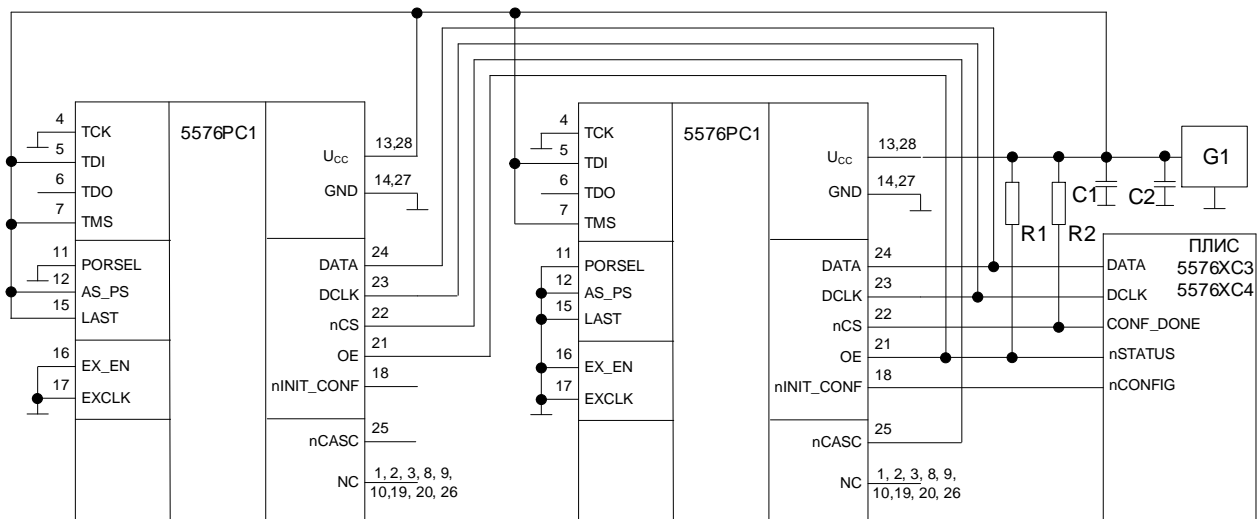 4 TCK
5 TDI
6 TDO
7 TMS
11 PORSEL
12 AS_PS
15 LAST
16 EX_EN
17 EXCLK
5576РС1
UCC 13,28
GND 14,27
DATA 24
DCLK 23
nCS 22
OE 21
nINIT_CONF 18
nCASC 25
NC 1, 2, 3, 8, 9,
10,19, 20, 26
4 TCK
5 TDI
6 TDO
7 TMS
11 PORSEL
12 AS_PS
15 LAST
16 EX_EN
17 EXCLK
5576РС1
UCC 13,28
GND 14,27
DATA 24
DCLK 23
nCS 22
OE 21
nINIT_CONF 18
nCASC 25
NC 1, 2, 3, 8, 9,
10,19, 20, 26
R1
R2
C1
C2
G1
ПЛИС
5576ХС3
5576ХС4
DATA
DCLK
CONF_DONE
nSTATUS
nCONFIG